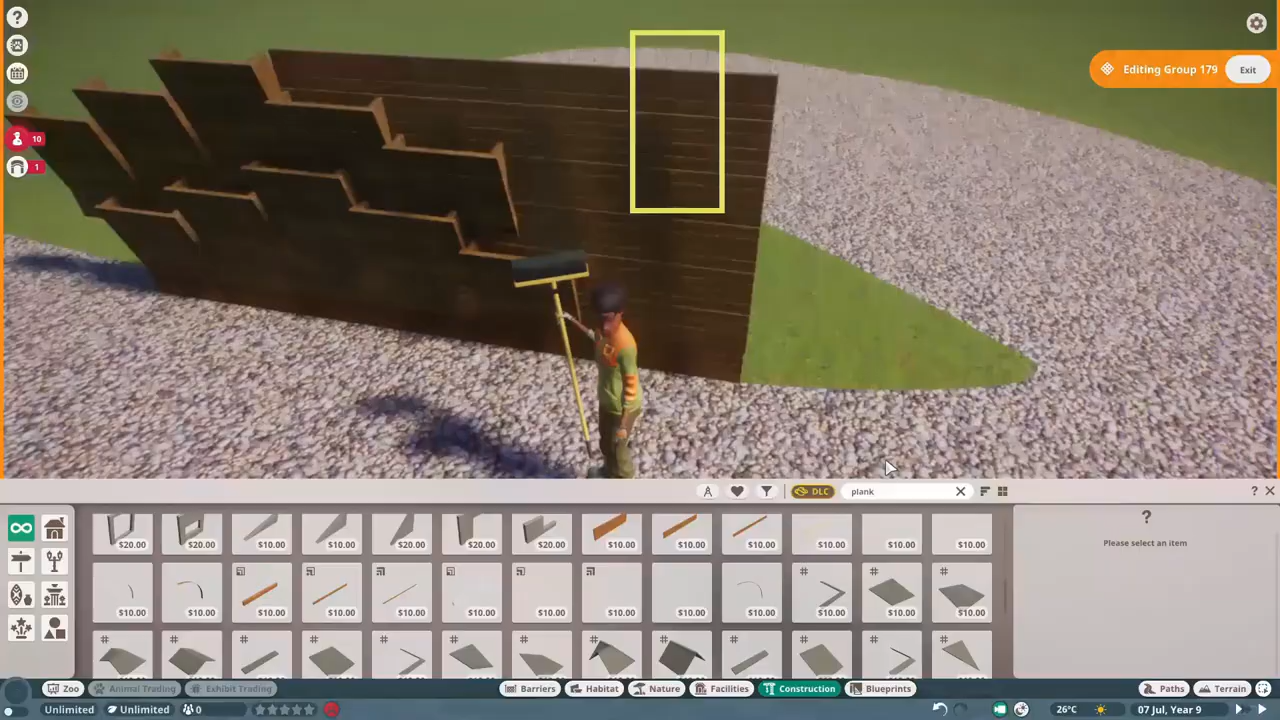 ?
Editing Group 179 Exit
10
1
DLC plank ?
$20.00 $20.00 $10.00 $10.00 $20.00 $20.00 $20.00 $10.00 $10.00 $10.00 $10.00 $10.00 $10.00
?
Please select an item
$10.00 $10.00 $10.00 $10.00 $10.00 $10.00 $10.00 $10.00 $10.00 $10.00 $10.00 $10.00 $10.00
Zoo Animal Trading Exhibit Trading Barriers Habitat Nature Facilities Construction Blueprints Paths Terrain
Unlimited Unlimited 0 26°C 07 Jul, Year 9